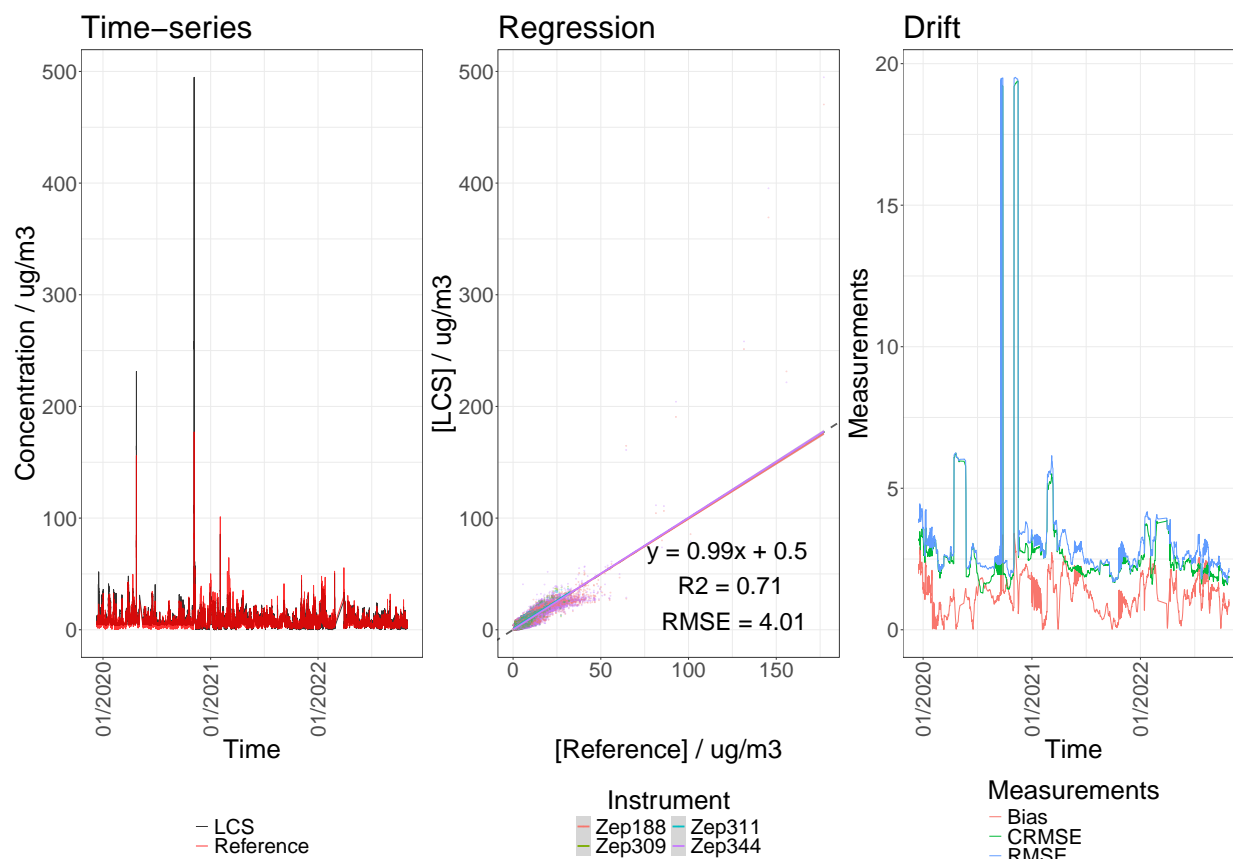 Time−series
Regression
Drift
Concentration / ug/m3
500
400
300
200
100
0
01/2020
01/2021
01/2022
Time
LCS
Reference
[LCS] / ug/m3
500
400
300
200
100
0
y = 0.99x + 0.5
R2 = 0.71
RMSE = 4.01
0
50
100
150
[Reference] / ug/m3
Instrument
Zep188
Zep311
Zep309
Zep344
Measurements
20
15
10
5
0
01/2020
01/2021
01/2022
Time
Measurements
Bias
CRMSE
RMSE